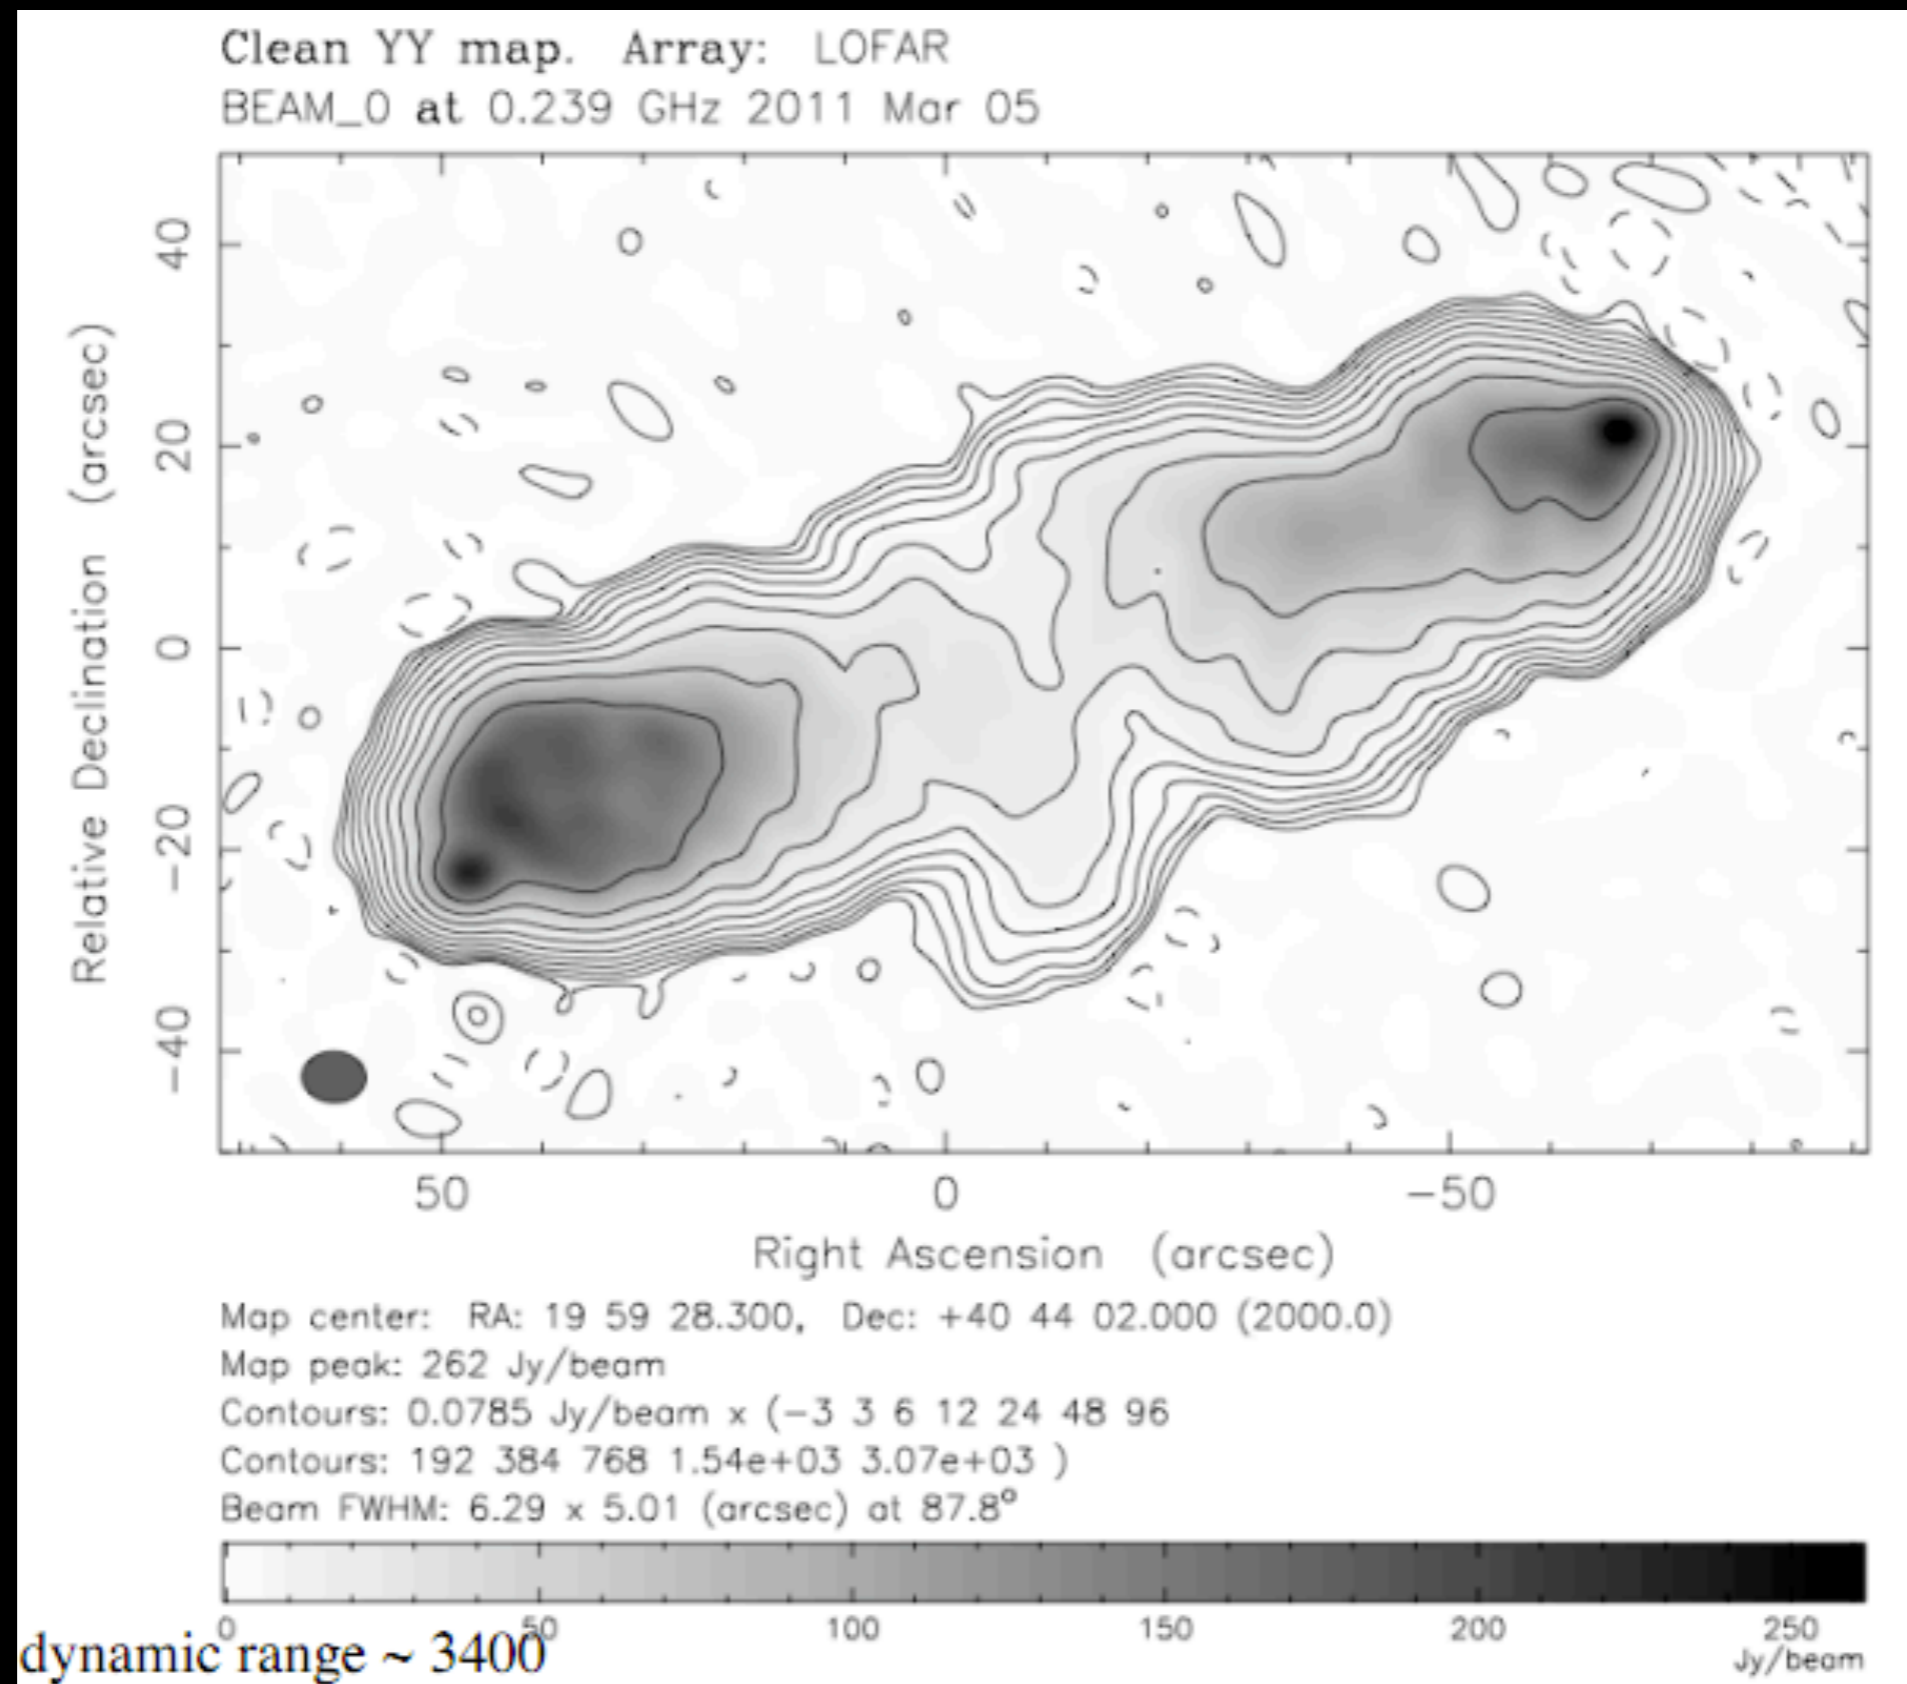 Clean YY map. Array: LOFAR
BEAM_0 at 0.239 GHz 2011 Mar 05
Relative Declination (arcsec)
40
20
0
−20
−40
50 0 −50
Right Ascension (arcsec)
Map center: RA: 19 59 28.300, Dec: +40 44 02.000 (2000.0)
Map peak: 262 Jy/beam
Contours: 0.0785 Jy/beam x (−3 3 6 12 24 48 96
Contours: 192 384 768 1.54e+03 3.07e+03 )
Beam FWHM: 6.29 x 5.01 (arcsec) at 87.8°
0 50 100 150 200 250
Jy/beam
dynamic range ~ 3400